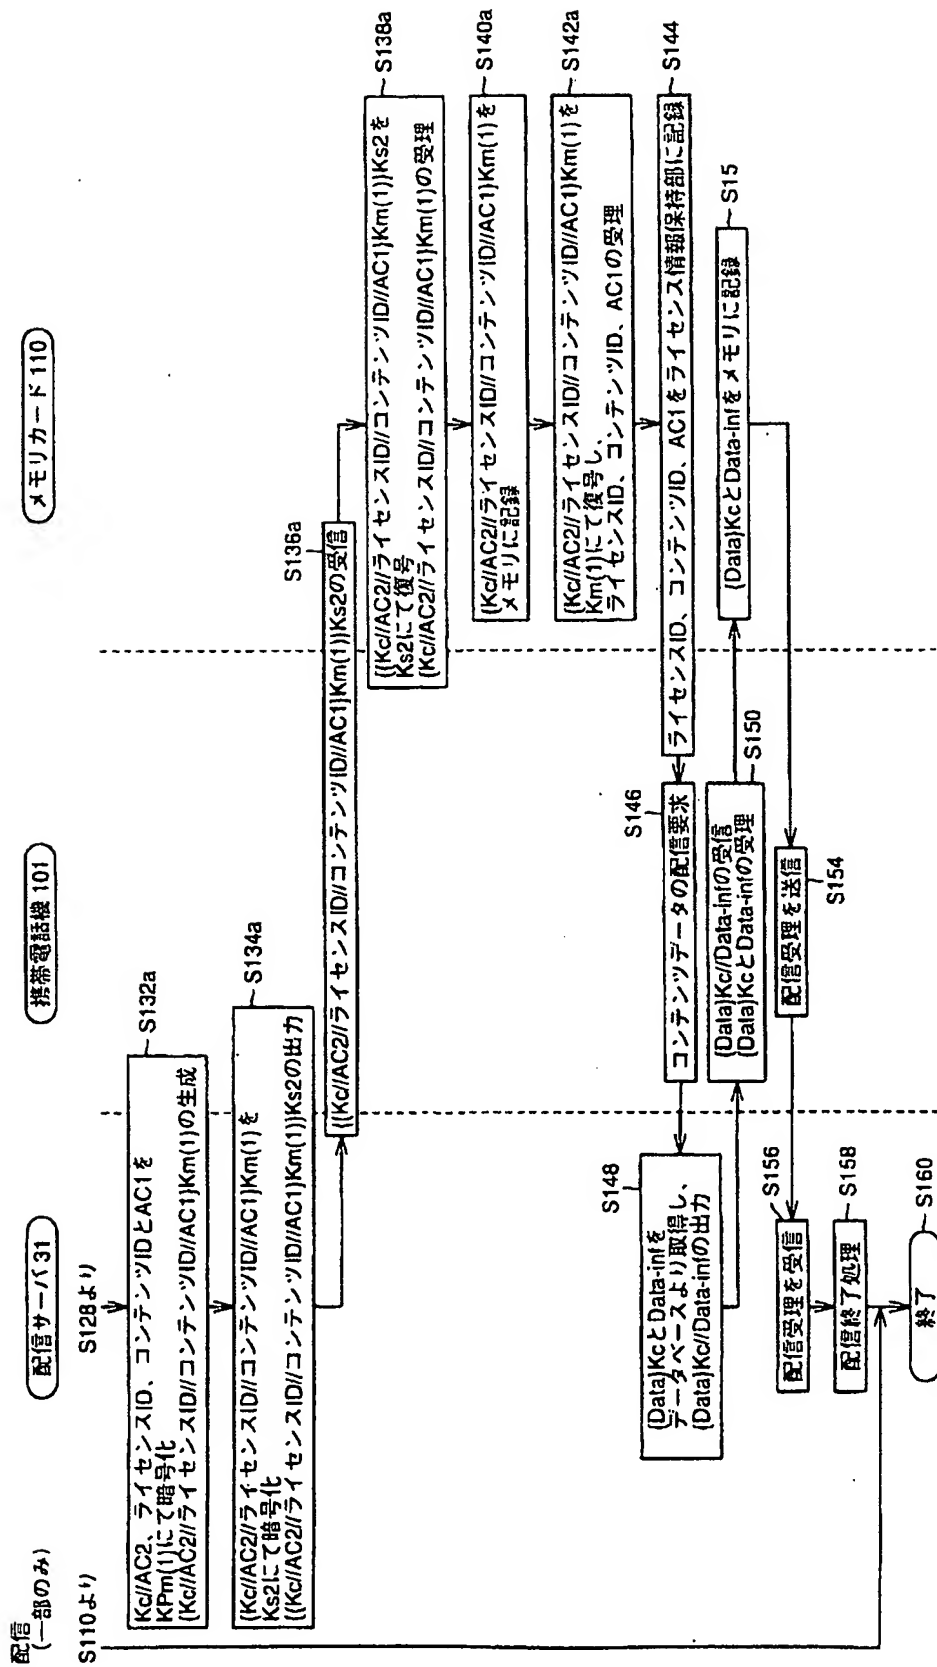 配信
(一部のみ)
配信サーバ 31
携帯電話機 101
メモリカード 110
S110より
S128より
S132a
Kc//AC2、ライセンスID、コンテンツIDとAC1を
KPm(1)にて暗号化
{Kc//AC2//ライセンスID//コンテンツID//AC1}Km(1)の生成
S134a
{Kc//AC2//ライセンスID//コンテンツID//AC1}Km(1)を
Ks2にて暗号化
{{Kc//AC2//ライセンスID//コンテンツID//AC1}Km(1)}Ks2の出力
S136a
{{Kc//AC2//ライセンスID//コンテンツID//AC1}Km(1)}Ks2の受信
S138a
{{Kc//AC2//ライセンスID//コンテンツID//AC1}Km(1)}Ks2を
Ks2にて復号
{Kc//AC2//ライセンスID//コンテンツID//AC1}Km(1)の受理
S140a
{Kc//AC2//ライセンスID//コンテンツID//AC1}Km(1)を
メモリに記録
S142a
{Kc//AC2//ライセンスID//コンテンツID//AC1}Km(1)を
Km(1)にて復号し、
ライセンスID、コンテンツID、AC1の受理
S144
ライセンスID、コンテンツID、AC1をライセンス情報保持部に記録
S146
コンテンツデータの配信要求
S148
{Data}KcとData-infを
データベースより取得し、
{Data}Kc//Data-infの出力
S150
{Data}Kc//Data-infの受信
{Data}KcとData-infの受理
S15
{Data}KcとData-infをメモリに記録
S154
配信受理を送信
S156
配信受理を受信
S158
配信終了処理
S160
終了